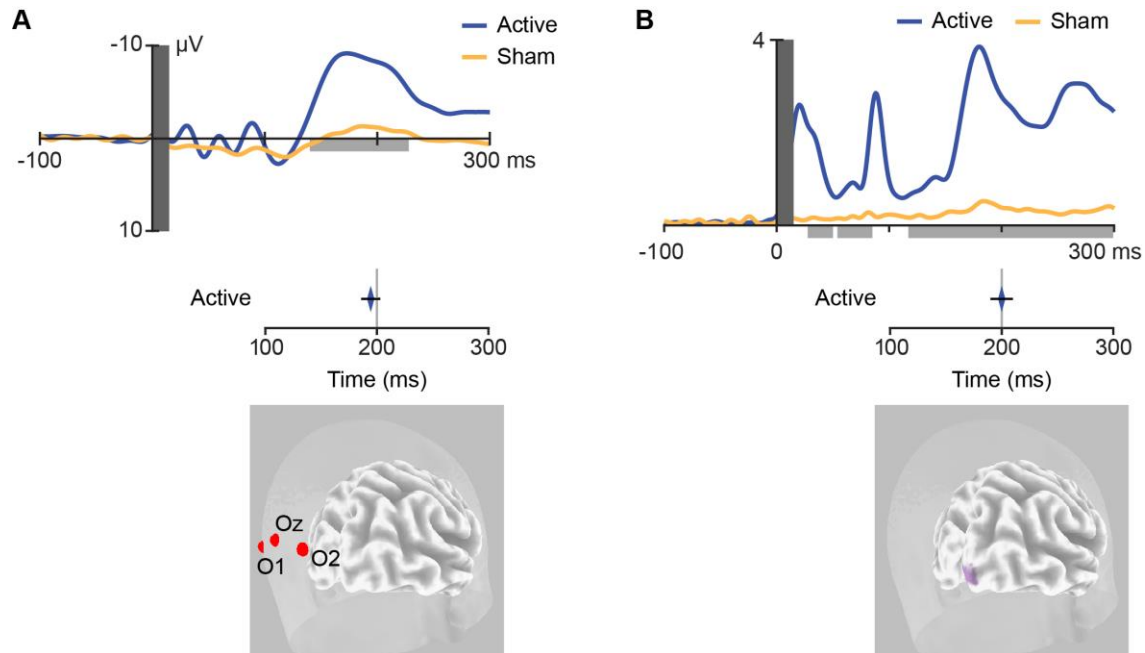 A
-10
µV
Active
Sham
-100
300 ms
10
Active
100 200 300
Time (ms)
Oz
O1 O2
B
Active Sham
4
-100 0 300 ms
Active
100 200 300
Time (ms)